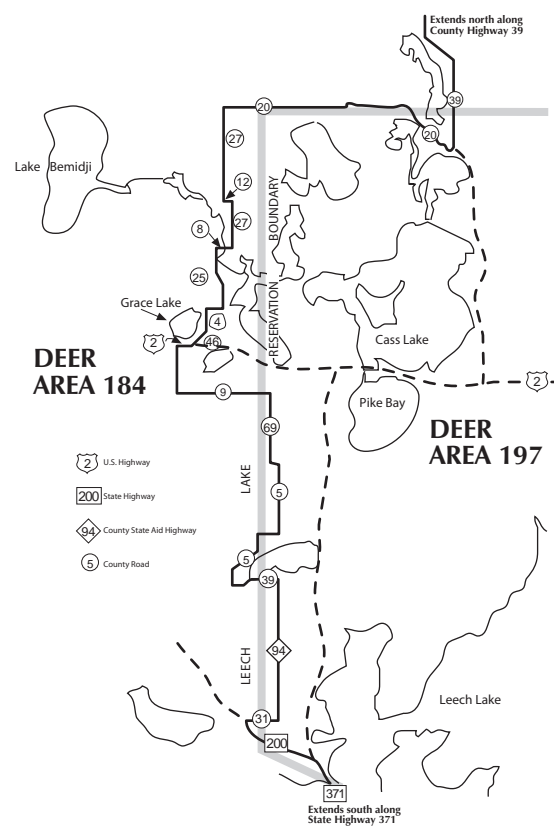 Extends north along
County Highway 39
39
20
20
27
Lake Bemidji
12
27
8
BOUNDARY
25
Grace Lake
4
RESERVATION
2
46
Cass Lake
DEER
AREA 184
2
9
Pike Bay
69
DEER
AREA 197
2 U.S. Highway
200 State Highway
94 County State Aid Highway
5 County Road
LAKE
5
5
39
94
LEECH
Leech Lake
31
200
371
Extends south along
State Highway 371